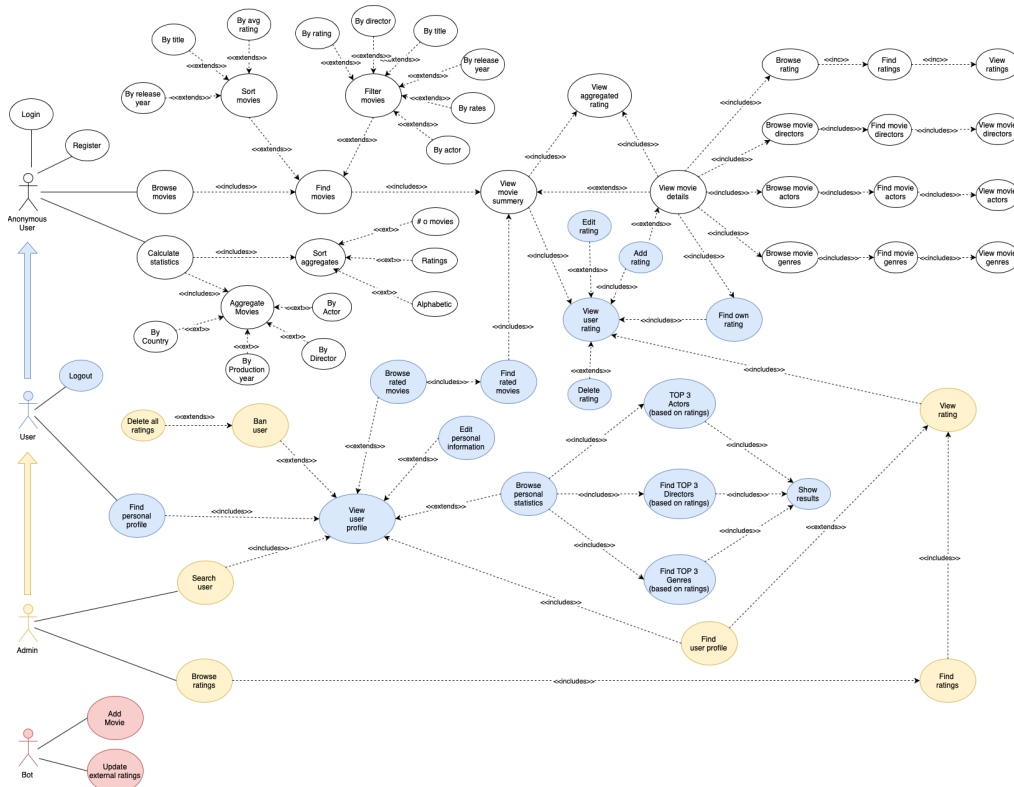 By title
By avg
rating
By release
year
<<extends>>
<<extends>>
<<extends>>
Sort
movies
By rating
By
director
By title
By release
year
By rates
By actor
<<extends>>
<<extends>>
<<extends>>
<<extends>>
<<extends>>
<<extends>>
Filter
movies
<<extends>>
<<extends>>
Login
Register
Anonymous
User
Browse
movies
<<includes>>
Find
movies
<<includes>>
View
movie
summery
View
aggregated
rating
<<includes>>
<<includes>>
<<extends>>
View movie
details
<<includes>>
<<includes>>
<<includes>>
<<includes>>
Browse
rating
<<inc>>
Find
ratings
<<inc>>
View
ratings
Browse movie
directors
<<includes>>
Find movie
directors
<<includes>>
View movie
directors
Browse movie
actors
<<includes>>
Find movie
actors
<<includes>>
View movie
actors
Browse movie
genres
<<includes>>
Find movie
genres
<<includes>>
View movie
genres
Calculate
statistics
<<includes>>
<<includes>>
Sort
aggregates
# o movies
<<ext>>
Ratings
<<ext>>
Alphabetic
<<ext>
Aggregate
Movies
By
Country
<<ext>>
By
Production
year
<<ext>>
By
Director
<<ext>>
By
Actor
<<ext>>
Edit
rating
<<extends>>
Add
rating
<<extends>>
<<includes>>
<<includes>>
<<includes>>
View
user
rating
<<includes>>
Find own
rating
<<extends>>
Delete
rating
<<includes>>
Logout
User
Browse
rated
movies
<<includes>>
Find
rated
movies
<<includes>>
<<extends>>
Edit
personal
information
<<extends>>
Delete all
ratings
<<extends>>
Ban
user
<<extends>>
Find
personal
profile
<<includes>>
View
user
profile
<<extends>>
Browse
personal
statistics
<<includes>>
TOP 3
Actors
(based on ratings)
<<includes>>
<<includes>>
Find TOP 3
Directors
(based on ratings)
<<includes>>
<<includes>>
Find TOP 3
Genres
(based on ratings)
<<includes>>
Show
results
View
rating
<<extends>>
<<includes>>
Search
user
<<includes>>
<<includes>>
Find
user profile
Admin
Browse
ratings
<<includes>>
Find
ratings
Bot
Add
Movie
Update
external ratings